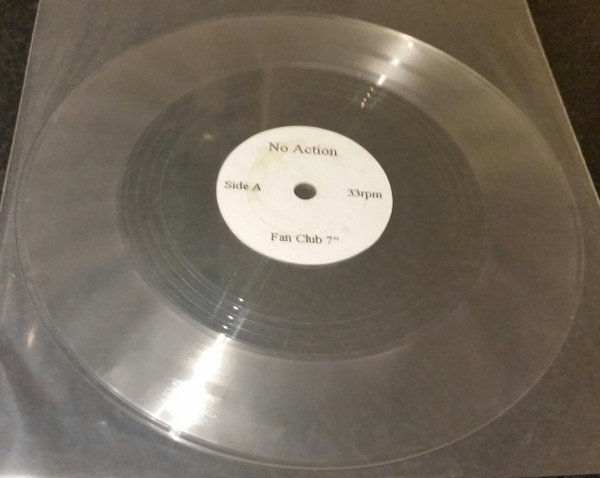 No Action
Side A
33rpm
Fan Club 7"